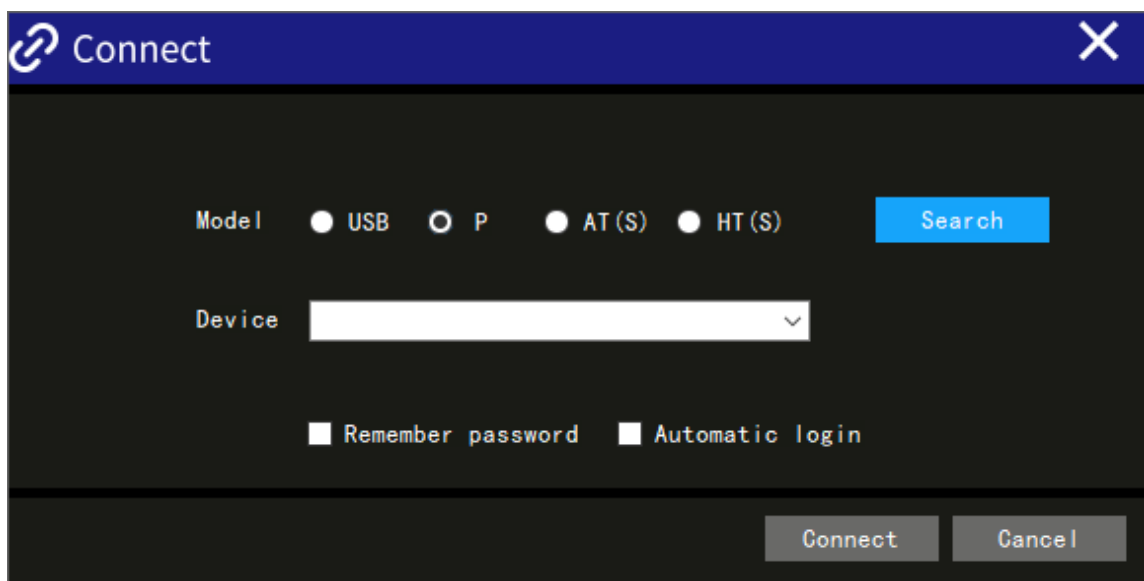 Connect
Model USB P AT(S) HT(S) Search
Device
Remember password Automatic login
Connect Cancel